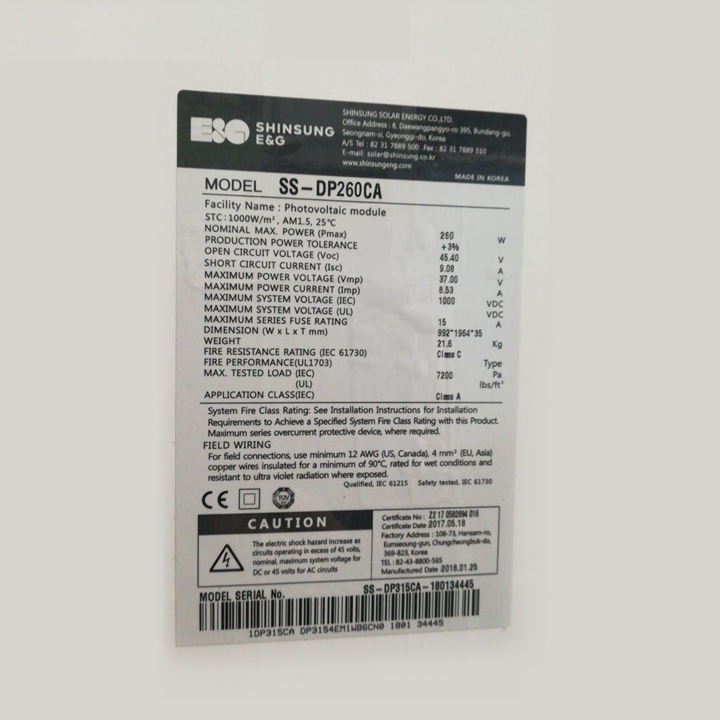 E&G SHINSUNG E&G
SHINSUNG SOLAR ENERGY CO.,LTD.
Office Address : 8, Daewangpangyo-ro 395, Bundang-gu,
Seongnam-si, Gyeonggi-do, Korea
A/S Tel : 82 31 7889 500 Fax : 82 31 7889 510
E-mail: solar@shinsung.co.kr
www.shinsungeng.com
MADE IN KOREA
MODEL SS-DP260CA
Facility Name : Photovoltaic module
STC : 1000W/m², AM1.5, 25℃
NOMINAL MAX. POWER (Pmax) 260 W
PRODUCTION POWER TOLERANCE +3%
OPEN CIRCUIT VOLTAGE (Voc) 45.40 V
SHORT CIRCUIT CURRENT (Isc) 9.08 A
MAXIMUM POWER VOLTAGE (Vmp) 37.00 V
MAXIMUM POWER CURRENT (Imp) 8.53 A
MAXIMUM SYSTEM VOLTAGE (IEC) 1000 VDC
MAXIMUM SYSTEM VOLTAGE (UL) VDC
MAXIMUM SERIES FUSE RATING 15 A
DIMENSION (W x L x T mm) 992*1964*35
WEIGHT 21.6 Kg
FIRE RESISTANCE RATING (IEC 61730) Class C
FIRE PERFORMANCE(UL1703) Type
MAX. TESTED LOAD (IEC) 7200 Pa
(UL) lbs/ft²
APPLICATION CLASS(IEC) Class A
System Fire Class Rating: See Installation Instructions for Installation
Requirements to Achieve a Specified System Fire Class Rating with this Product.
Maximum series overcurrent protective device, where required.
FIELD WIRING
For field connections, use minimum 12 AWG (US, Canada), 4 mm² (EU, Asia)
copper wires insulated for a minimum of 90℃, rated for wet conditions and
resistant to ultra violet radiation where exposed.
Qualified, IEC 61215 Safety tested, IEC 61730
CE TÜV
CAUTION
The electric shock hazard increase as
circuits operating in excess of 45 volts,
nominal, maximum system voltage for
DC or 45 volts for AC circuits
Certificate No : Z2 17 0582894 016
Certificate Date 2017.05.18
Factory Address : 108-73, Hansam-ro,
Eumseoung-gun, Chungcheongbuk-do,
369-823, Korea
TEL : 82-43-8800-565
Manufactured Date 2018.01.25
MODEL SERIAL No. SS-DP315CA-180134445
1DP315CA DP3154EM1WBGCN0 1801 34445